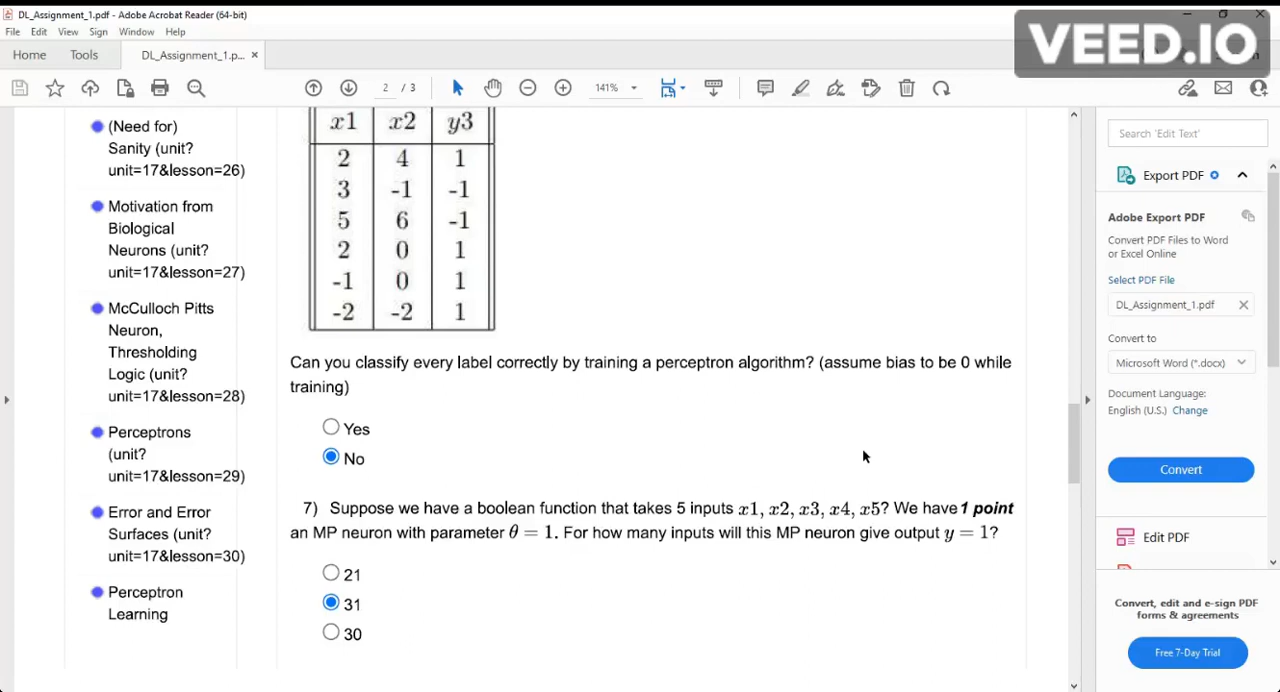 DL_Assignment_1.pdf - Adobe Acrobat Reader (64-bit)
VEED.IO
File Edit View Sign Window Help
Home Tools DL_Assignment_1.p... ×
2 / 3 141%
(Need for)
Sanity (unit?
unit=17&lesson=26)
Motivation from
Biological
Neurons (unit?
unit=17&lesson=27)
McCulloch Pitts
Neuron,
Thresholding
Logic (unit?
unit=17&lesson=28)
Perceptrons
(unit?
unit=17&lesson=29)
Error and Error
Surfaces (unit?
unit=17&lesson=30)
Perceptron
Learning
x1 x2 y3
2 4 1
3 -1 -1
5 6 -1
2 0 1
-1 0 1
-2 -2 1
Can you classify every label correctly by training a perceptron algorithm? (assume bias to be 0 while
training)
Yes
No
7) Suppose we have a boolean function that takes 5 inputs x1, x2, x3, x4, x5? We have 1 point
an MP neuron with parameter θ = 1. For how many inputs will this MP neuron give output y = 1?
21
31
30
Search 'Edit Text'
Export PDF
Adobe Export PDF
Convert PDF Files to Word
or Excel Online
Select PDF File
DL_Assignment_1.pdf
Convert to
Microsoft Word (*.docx)
Document Language:
English (U.S.) Change
Convert
Edit PDF
Convert, edit and e-sign PDF
forms & agreements
Free 7-Day Trial